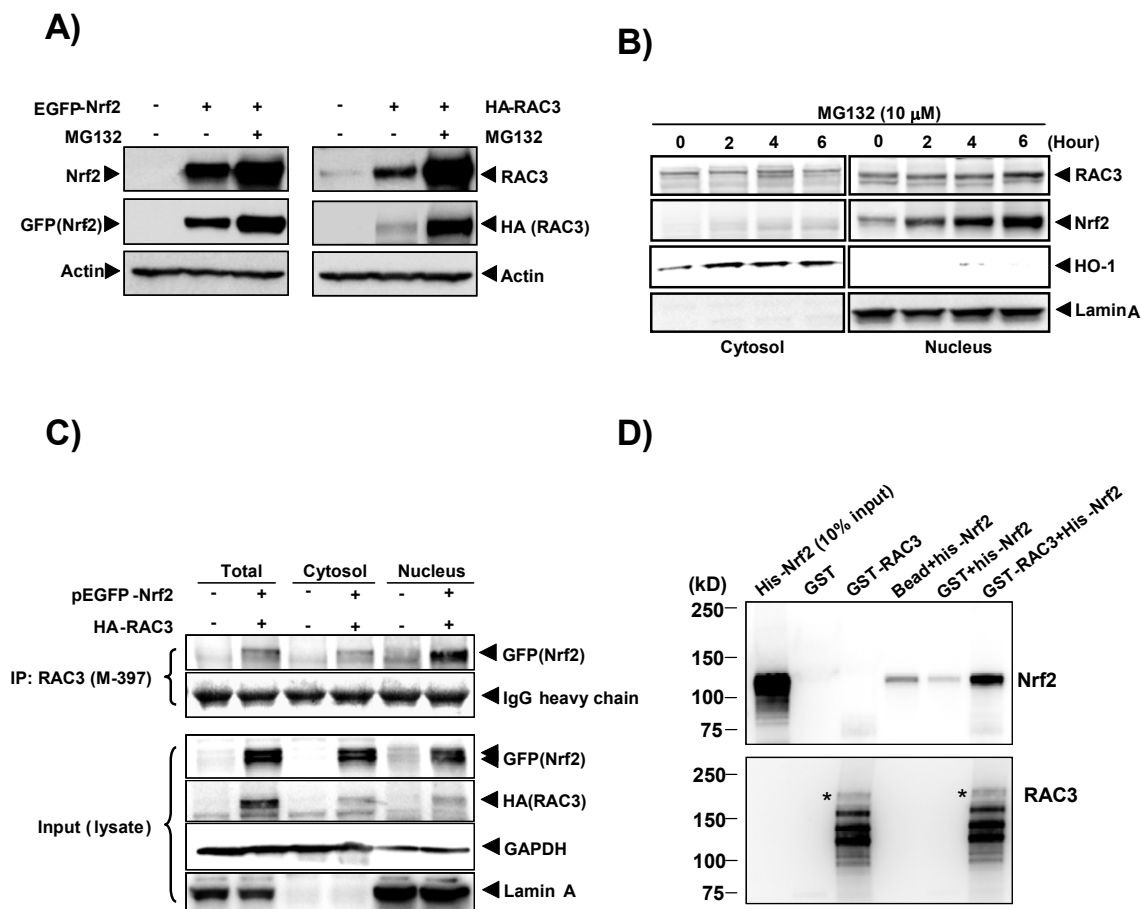 A)
EGFP-Nrf2 - + + - + + HA-RAC3
MG132 - - + - - + MG132
Nrf2 RAC3
GFP(Nrf2) HA (RAC3)
Actin Actin
B)
MG132 (10 μM)
0 2 4 6 0 2 4 6 (Hour)
RAC3
Nrf2
HO-1
Lamin A
Cytosol Nucleus
C)
Total Cytosol Nucleus
pEGFP-Nrf2 - + - + - +
HA-RAC3 - + - + - +
IP: RAC3 (M-397)
GFP(Nrf2)
IgG heavy chain
Input (lysate)
GFP(Nrf2)
HA(RAC3)
GAPDH
Lamin A
D)
His-Nrf2 (10% input)
GST
GST-RAC3
Bead+his-Nrf2
GST+his-Nrf2
GST-RAC3+His-Nrf2
(kD)
250
150
100
75
Nrf2
250
150
100
75
* *
RAC3